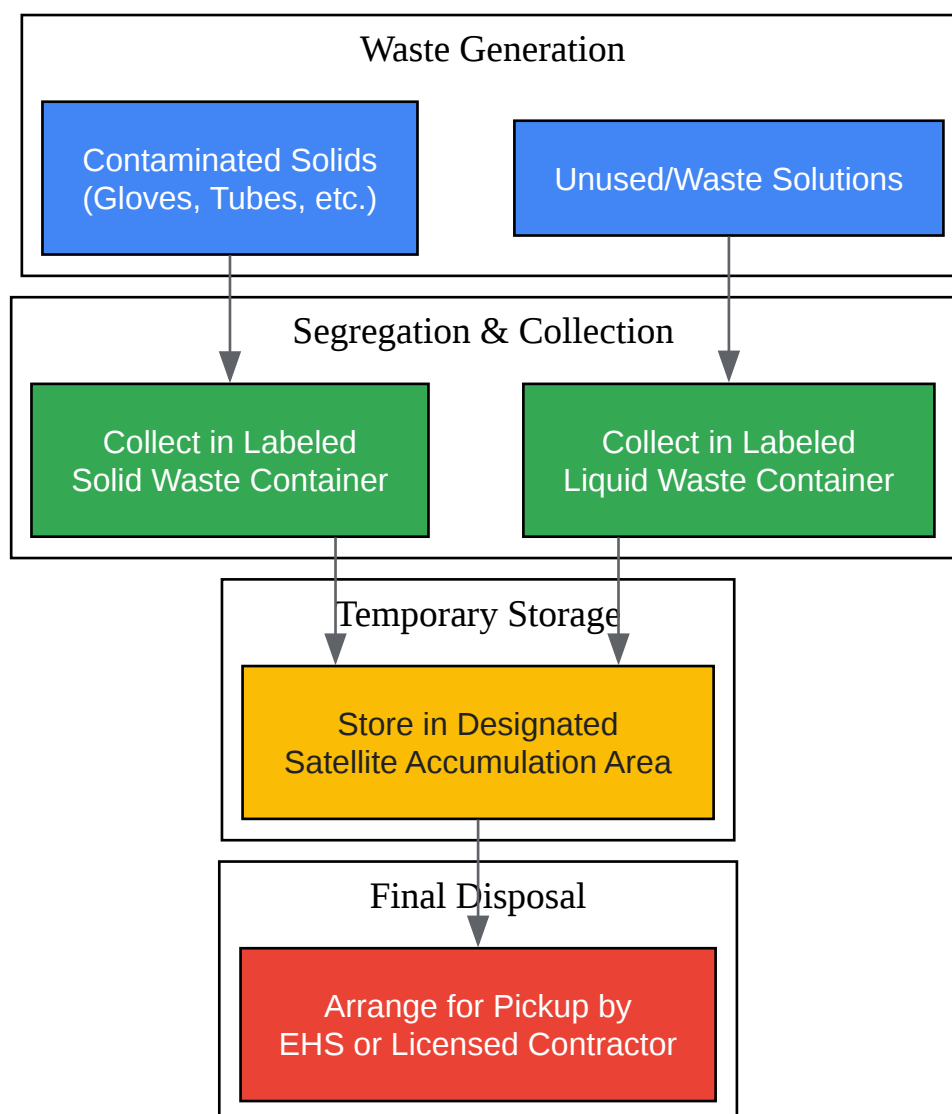 Waste Generation
Contaminated Solids
(Gloves, Tubes, etc.)
Unused/Waste Solutions
Segregation & Collection
Collect in Labeled
Solid Waste Container
Collect in Labeled
Liquid Waste Container
Temporary Storage
Store in Designated
Satellite Accumulation Area
Final Disposal
Arrange for Pickup by
EHS or Licensed Contractor